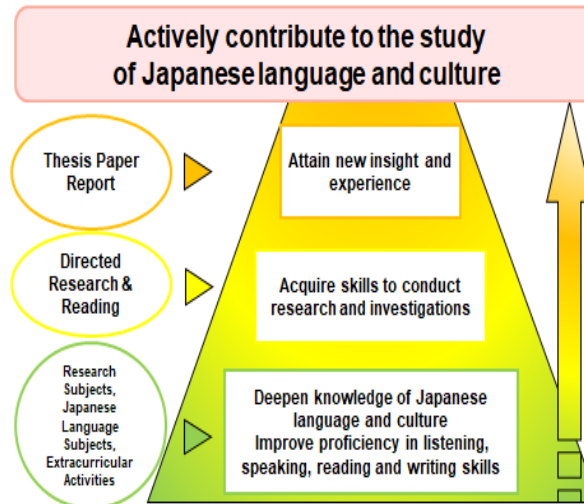 Actively contribute to the study
of Japanese language and culture
Thesis Paper
Report
Attain new insight and
experience
Directed
Research &
Reading
Acquire skills to conduct
research and investigations
Research
Subjects,
Japanese
Language
Subjects,
Extracurricular
Activities
Deepen knowledge of Japanese
language and culture
Improve proficiency in listening,
speaking, reading and writing skills